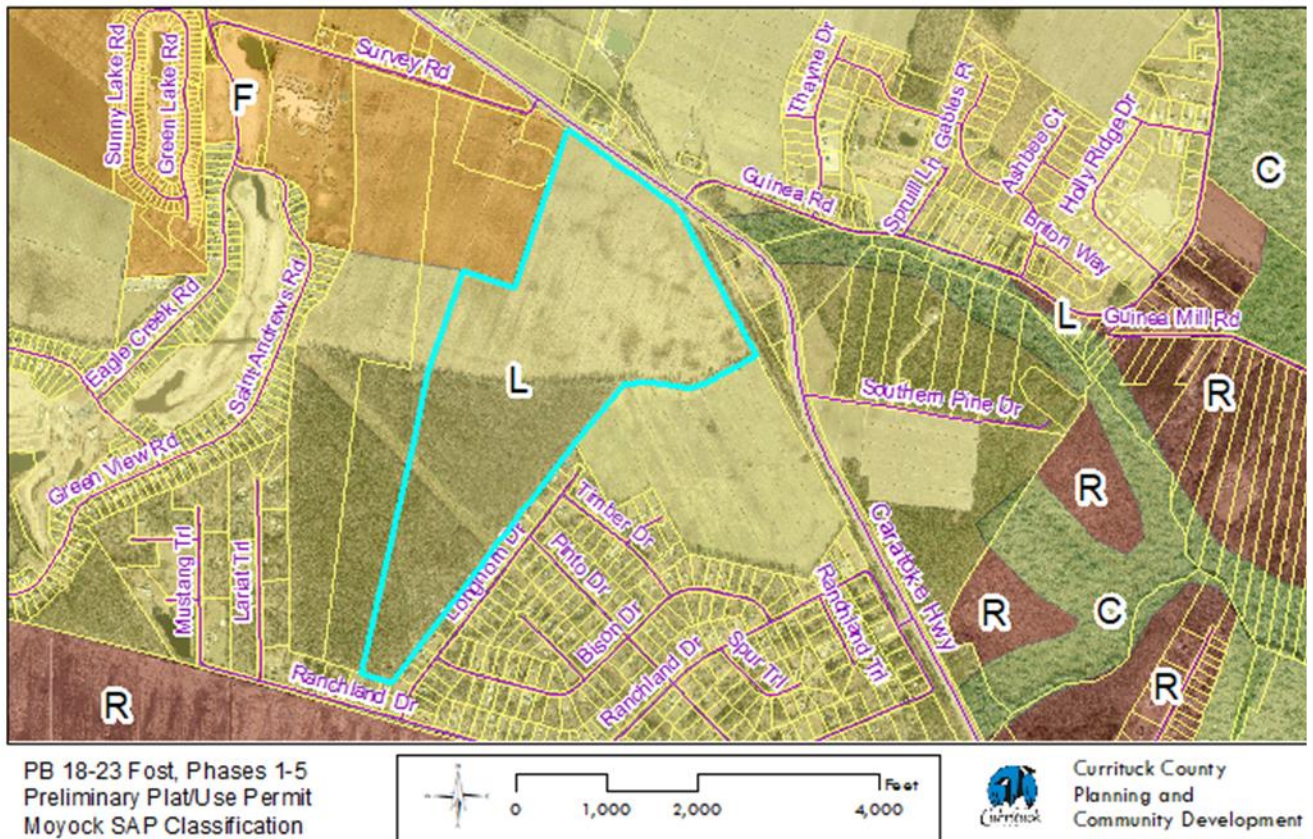 Sunny Lake Rd
Green Lake Rd
F
Survey Rd
Thayne Dr
Gables Pl
Ashbee Ct
Holly Ridge Dr
C
Guinea Rd
Spruill Ln
Briton Way
L
Guinea Mill Rd
Eagle Creek Rd
Saint Andrews Rd
L
R
Southern Pine Dr
Green View Rd
Mustang Trl
Lariat Trl
Longhorn Dr
Timber Dr
Pinto Dr
Bison Dr
Ranchland Dr
Spur Trl
Ranchland Trl
Caratoke Hwy
R
R
C
R
Ranchland Dr
R
PB 18-23 Fost, Phases 1-5
Preliminary Plat/Use Permit
Moyock SAP Classification
Feet
0 1,000 2,000 4,000
Currituck
Currituck County
Planning and
Community Development